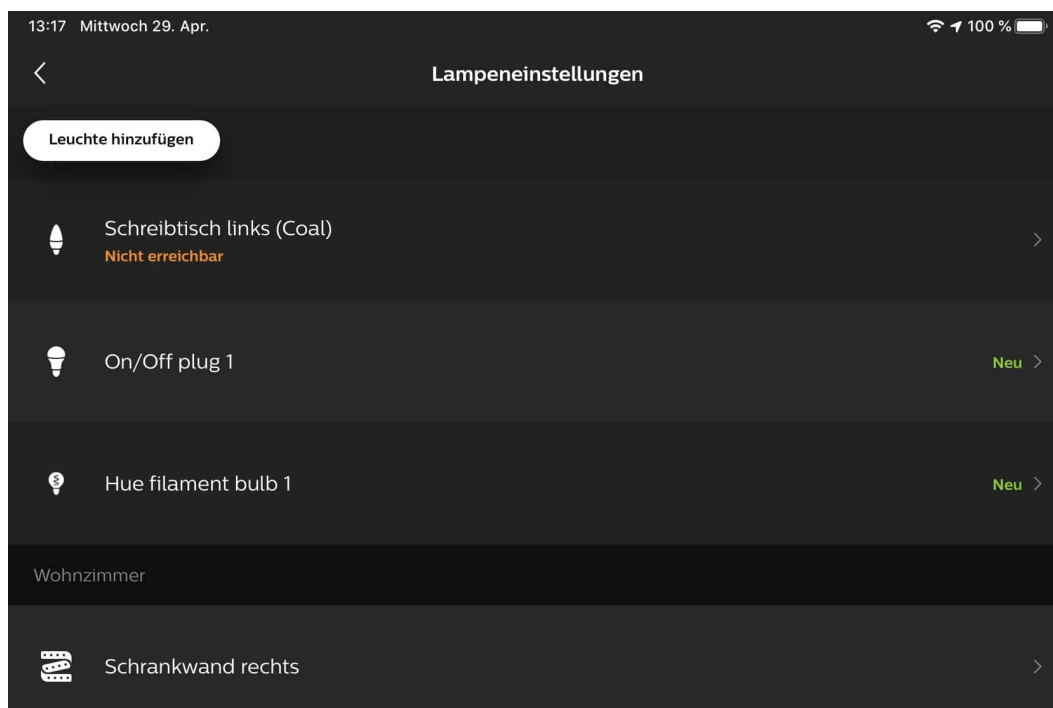 13:17 Mittwoch 29. Apr. 100 %
Lampeneinstellungen
Leuchte hinzufügen
Schreibtisch links (Coal)
Nicht erreichbar
On/Off plug 1 Neu
Hue filament bulb 1 Neu
Wohnzimmer
Schrankwand rechts